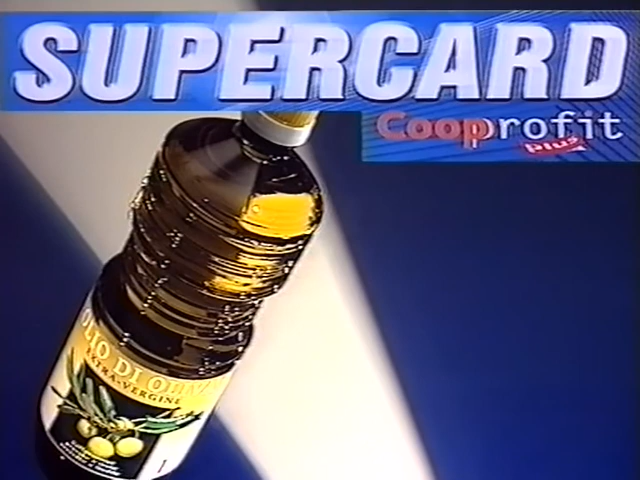 SUPERCARD
Cooprofit
plus
OLIO DI OLIVA
EXTRA-VERGINE